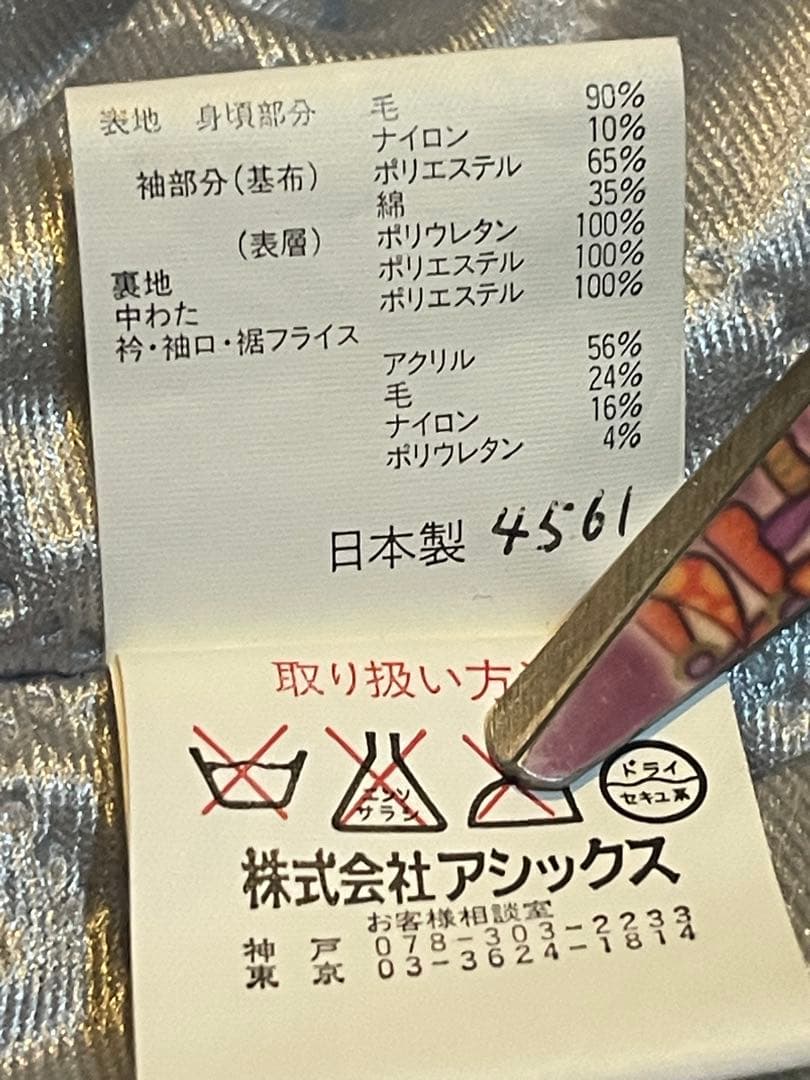 表地 身頃部分 毛 90%
ナイロン 10%
袖部分(基布) ポリエステル 65%
綿 35%
(表層) ポリウレタン 100%
裏地 ポリエステル 100%
中わた ポリエステル 100%
衿・袖口・裾フライス
アクリル 56%
毛 24%
ナイロン 16%
ポリウレタン 4%
日本製 4561
取り扱い方
エンソ
サラシ
ドライ
セキユ系
株式会社アシックス
お客様相談室
神戸 078-303-2233
東京 03-3624-1814